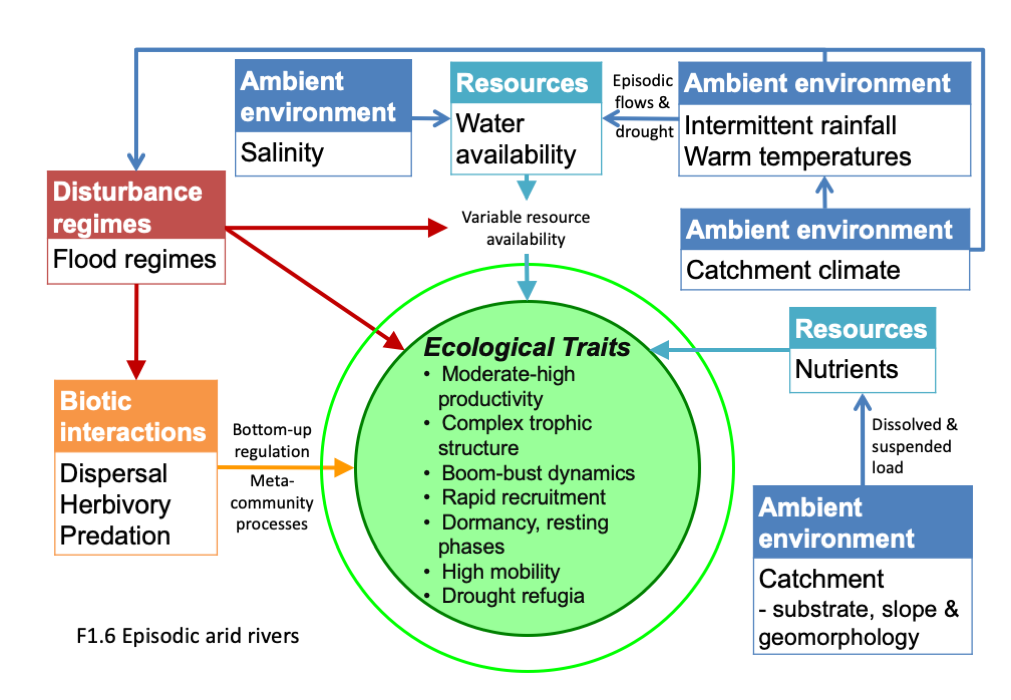 Ambient
environment
Salinity
Resources
Water
availability
Episodic
flows &
drought
Ambient environment
Intermittent rainfall
Warm temperatures
Disturbance
regimes
Flood regimes
Variable resource
availability
Ambient environment
Catchment climate
Resources
Nutrients
Ecological Traits
• Moderate-high
productivity
• Complex trophic
structure
• Boom-bust dynamics
• Rapid recruitment
• Dormancy, resting
phases
• High mobility
• Drought refugia
Biotic
interactions
Dispersal
Herbivory
Predation
Bottom-up
regulation
Meta-
community
processes
Dissolved &
suspended
load
Ambient
environment
Catchment
- substrate, slope &
geomorphology
F1.6 Episodic arid rivers